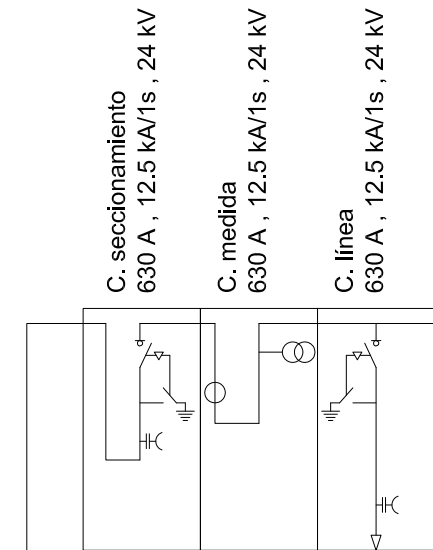 C. seccionamiento
630 A , 12.5 kA/1s , 24 kV
C. medida
630 A , 12.5 kA/1s , 24 kV
C. línea
630 A , 12.5 kA/1s , 24 kV